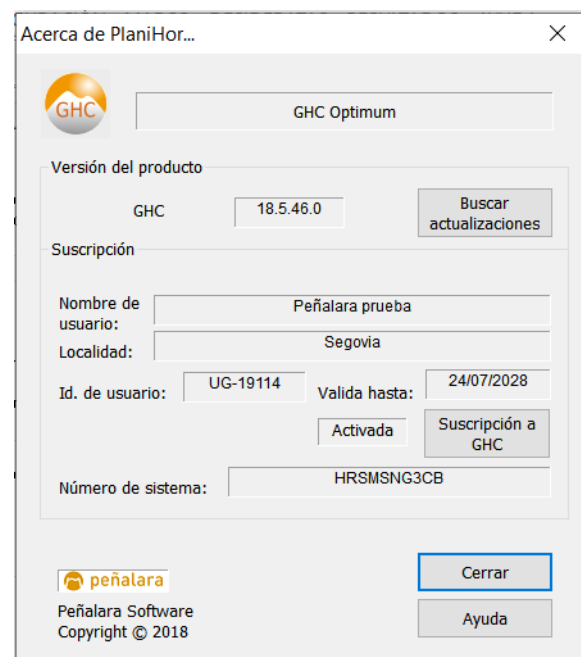 Acerca de PlaniHor...
GHC
GHC Optimum
Versión del producto
GHC
18.5.46.0
Buscar
actualizaciones
Suscripción
Nombre de
usuario:
Peñalara prueba
Localidad:
Segovia
Id. de usuario:
UG-19114
Valida hasta:
24/07/2028
Activada
Suscripción a
GHC
Número de sistema:
HRSMSNG3CB
peñalara
Cerrar
Peñalara Software
Copyright © 2018
Ayuda